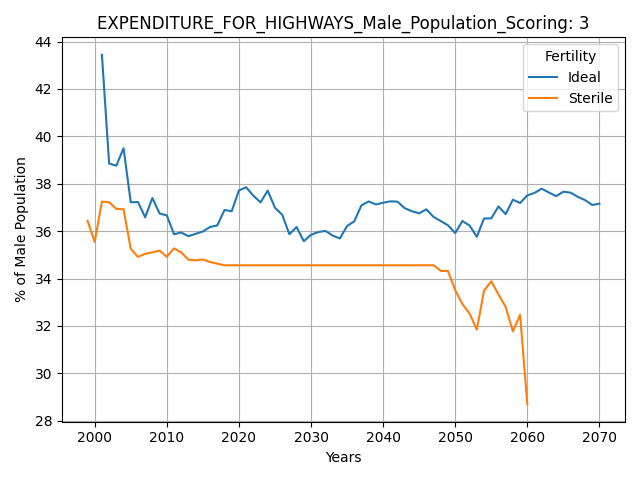 EXPENDITURE_FOR_HIGHWAYS_Male_Population_Scoring: 3
Fertility
Ideal
Sterile
% of Male Population
44
42
40
38
36
34
32
30
28
2000
2010
2020
2030
2040
2050
2060
2070
Years